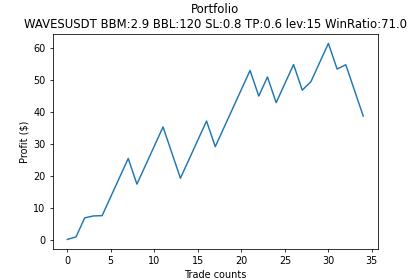 Portfolio
WAVESUSDT BBM:2.9 BBL:120 SL:0.8 TP:0.6 lev:15 WinRatio:71.0
60
50
40
30
20
10
0
Profit ($)
0 5 10 15 20 25 30 35
Trade counts